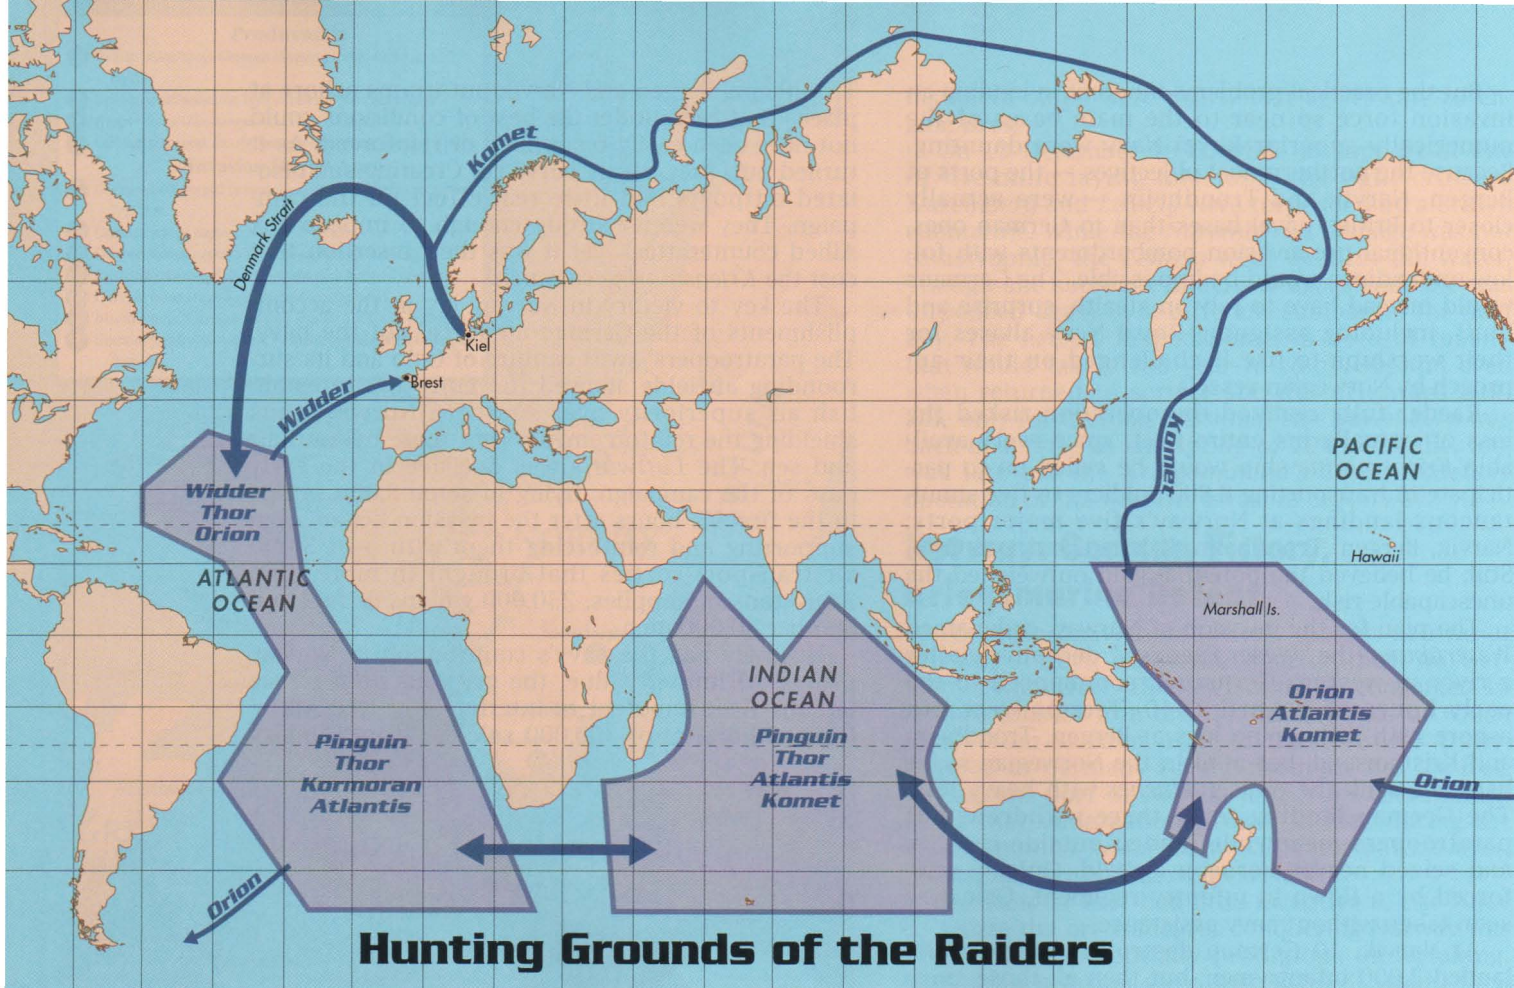 Komet
Denmark Strait
Kiel
Brest
Widder
Komet
PACIFIC
OCEAN
Widder
Thor
Orion
Hawaii
ATLANTIC
OCEAN
Marshall Is.
INDIAN
OCEAN
Orion
Atlantis
Komet
Pinguin
Thor
Kormoran
Atlantis
Pinguin
Thor
Atlantis
Komet
Orion
Orion
Hunting Grounds of the Raiders